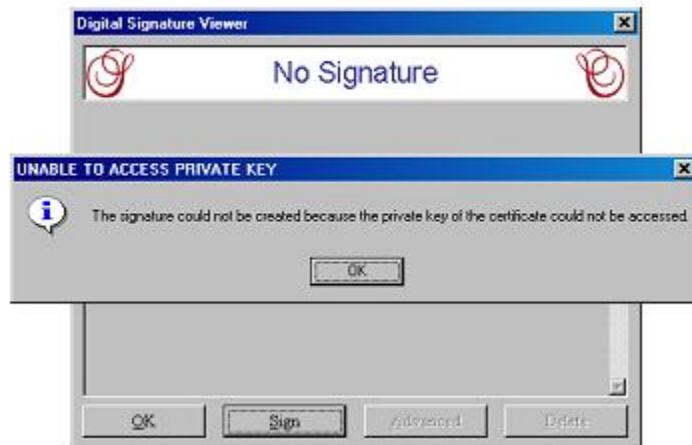 Digital Signature Viewer
No Signature
UNABLE TO ACCESS PRIVATE KEY
The signature could not be created because the private key of the certificate could not be accessed.
OK
OK Sign Advanced Delete